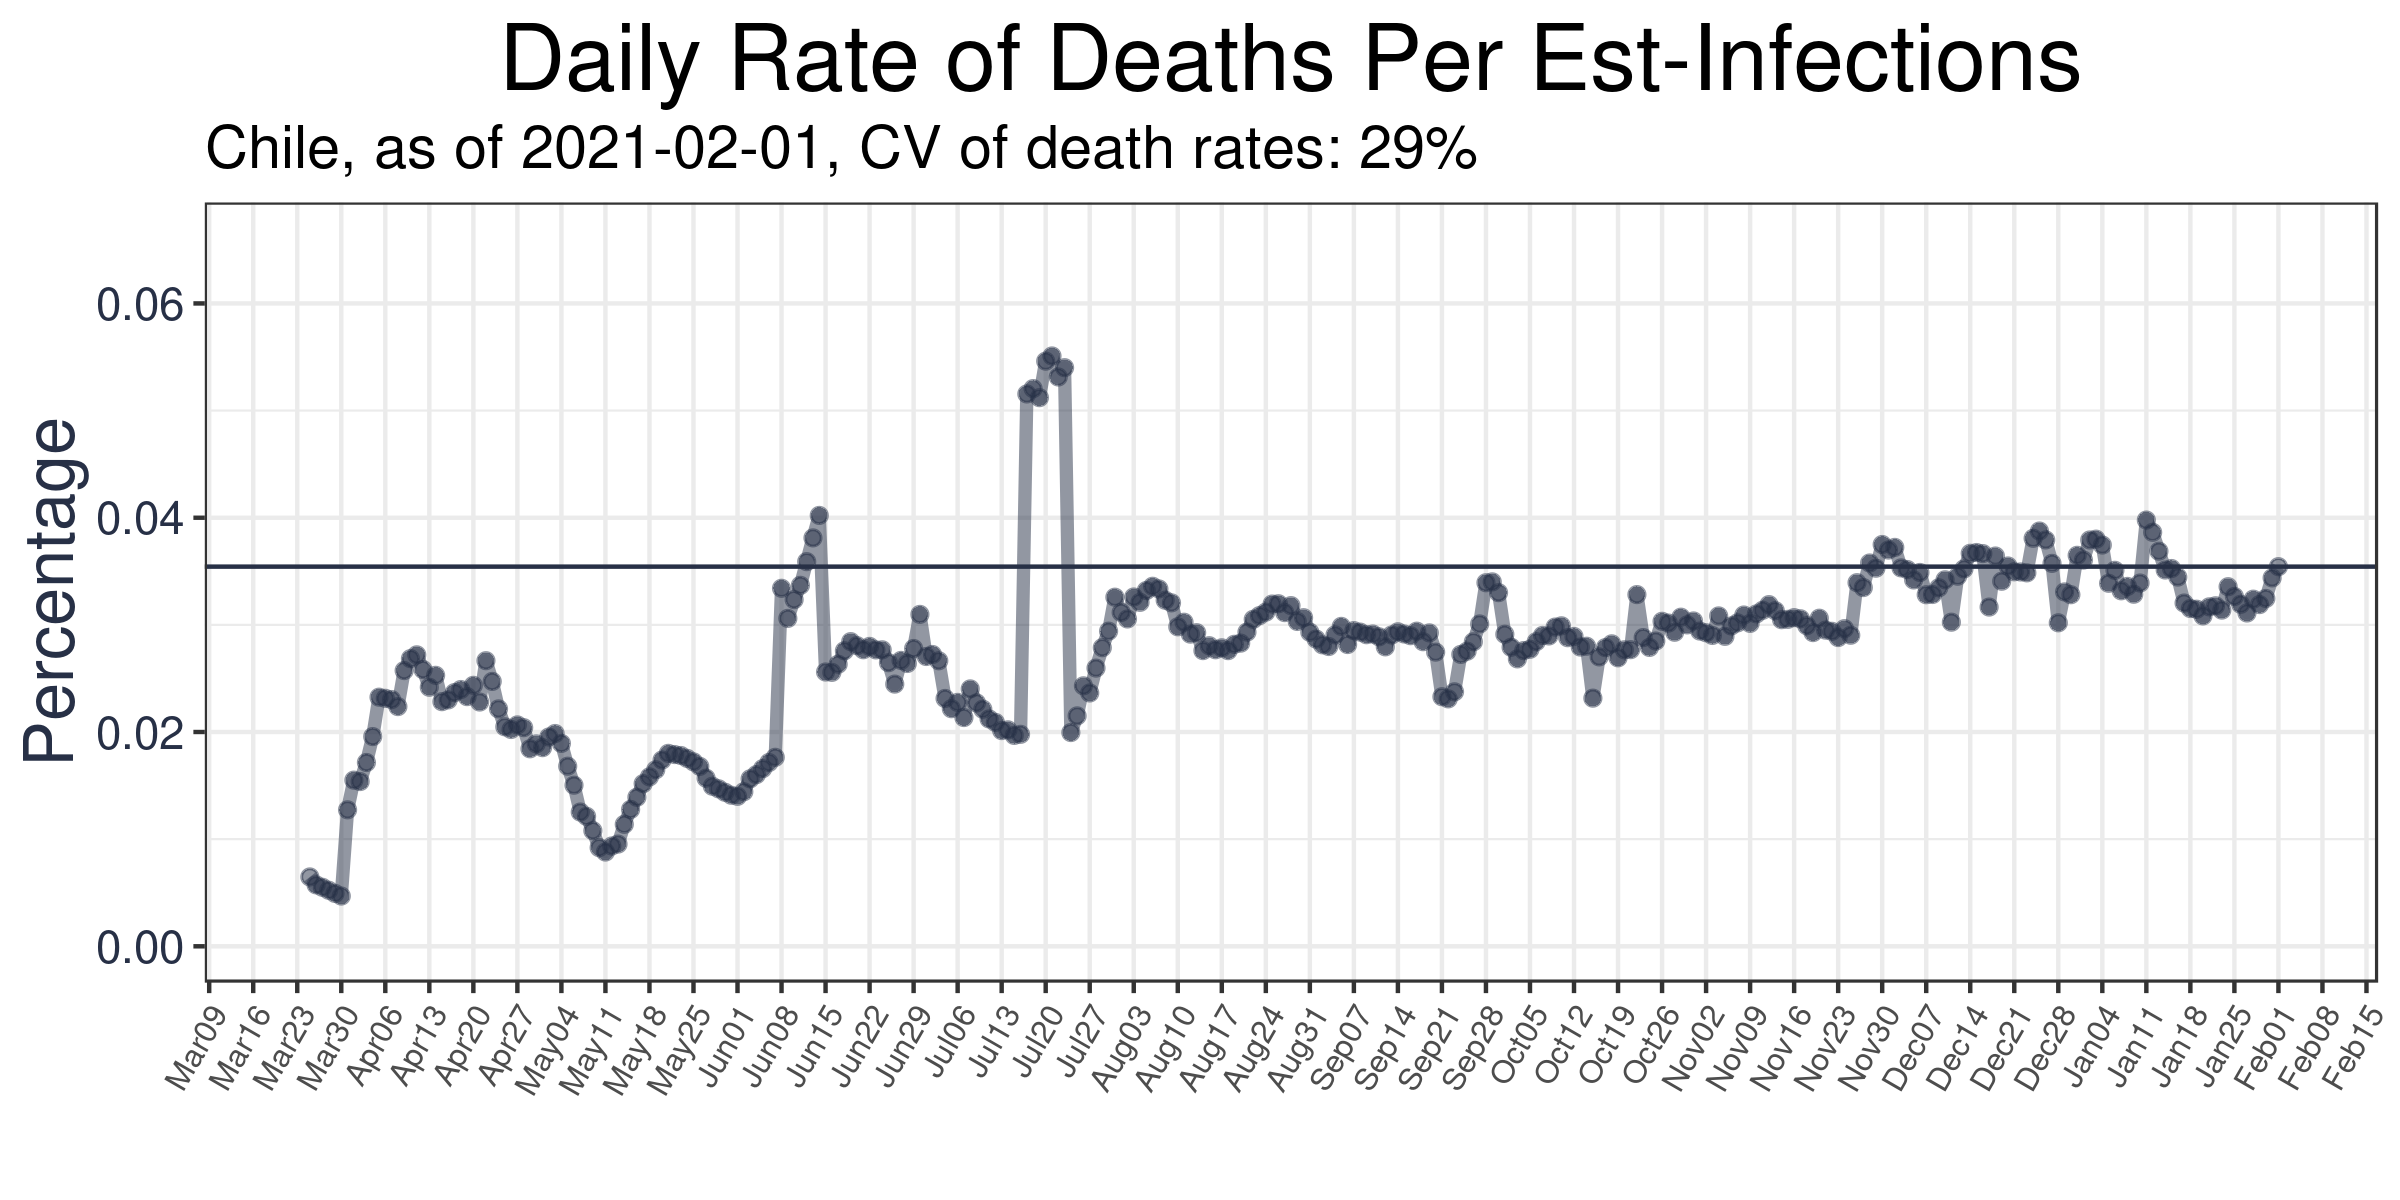 Daily Rate of Deaths Per Est-Infections
Chile, as of 2021-02-01, CV of death rates: 29%
Percentage
0.06
0.04
0.02
0.00
Mar09
Mar16
Mar23
Mar30
Apr06
Apr13
Apr20
Apr27
May04
May11
May18
May25
Jun01
Jun08
Jun15
Jun22
Jun29
Jul06
Jul13
Jul20
Jul27
Aug03
Aug10
Aug17
Aug24
Aug31
Sep07
Sep14
Sep21
Sep28
Oct05
Oct12
Oct19
Oct26
Nov02
Nov09
Nov16
Nov23
Nov30
Dec07
Dec14
Dec21
Dec28
Jan04
Jan11
Jan18
Jan25
Feb01
Feb08
Feb15